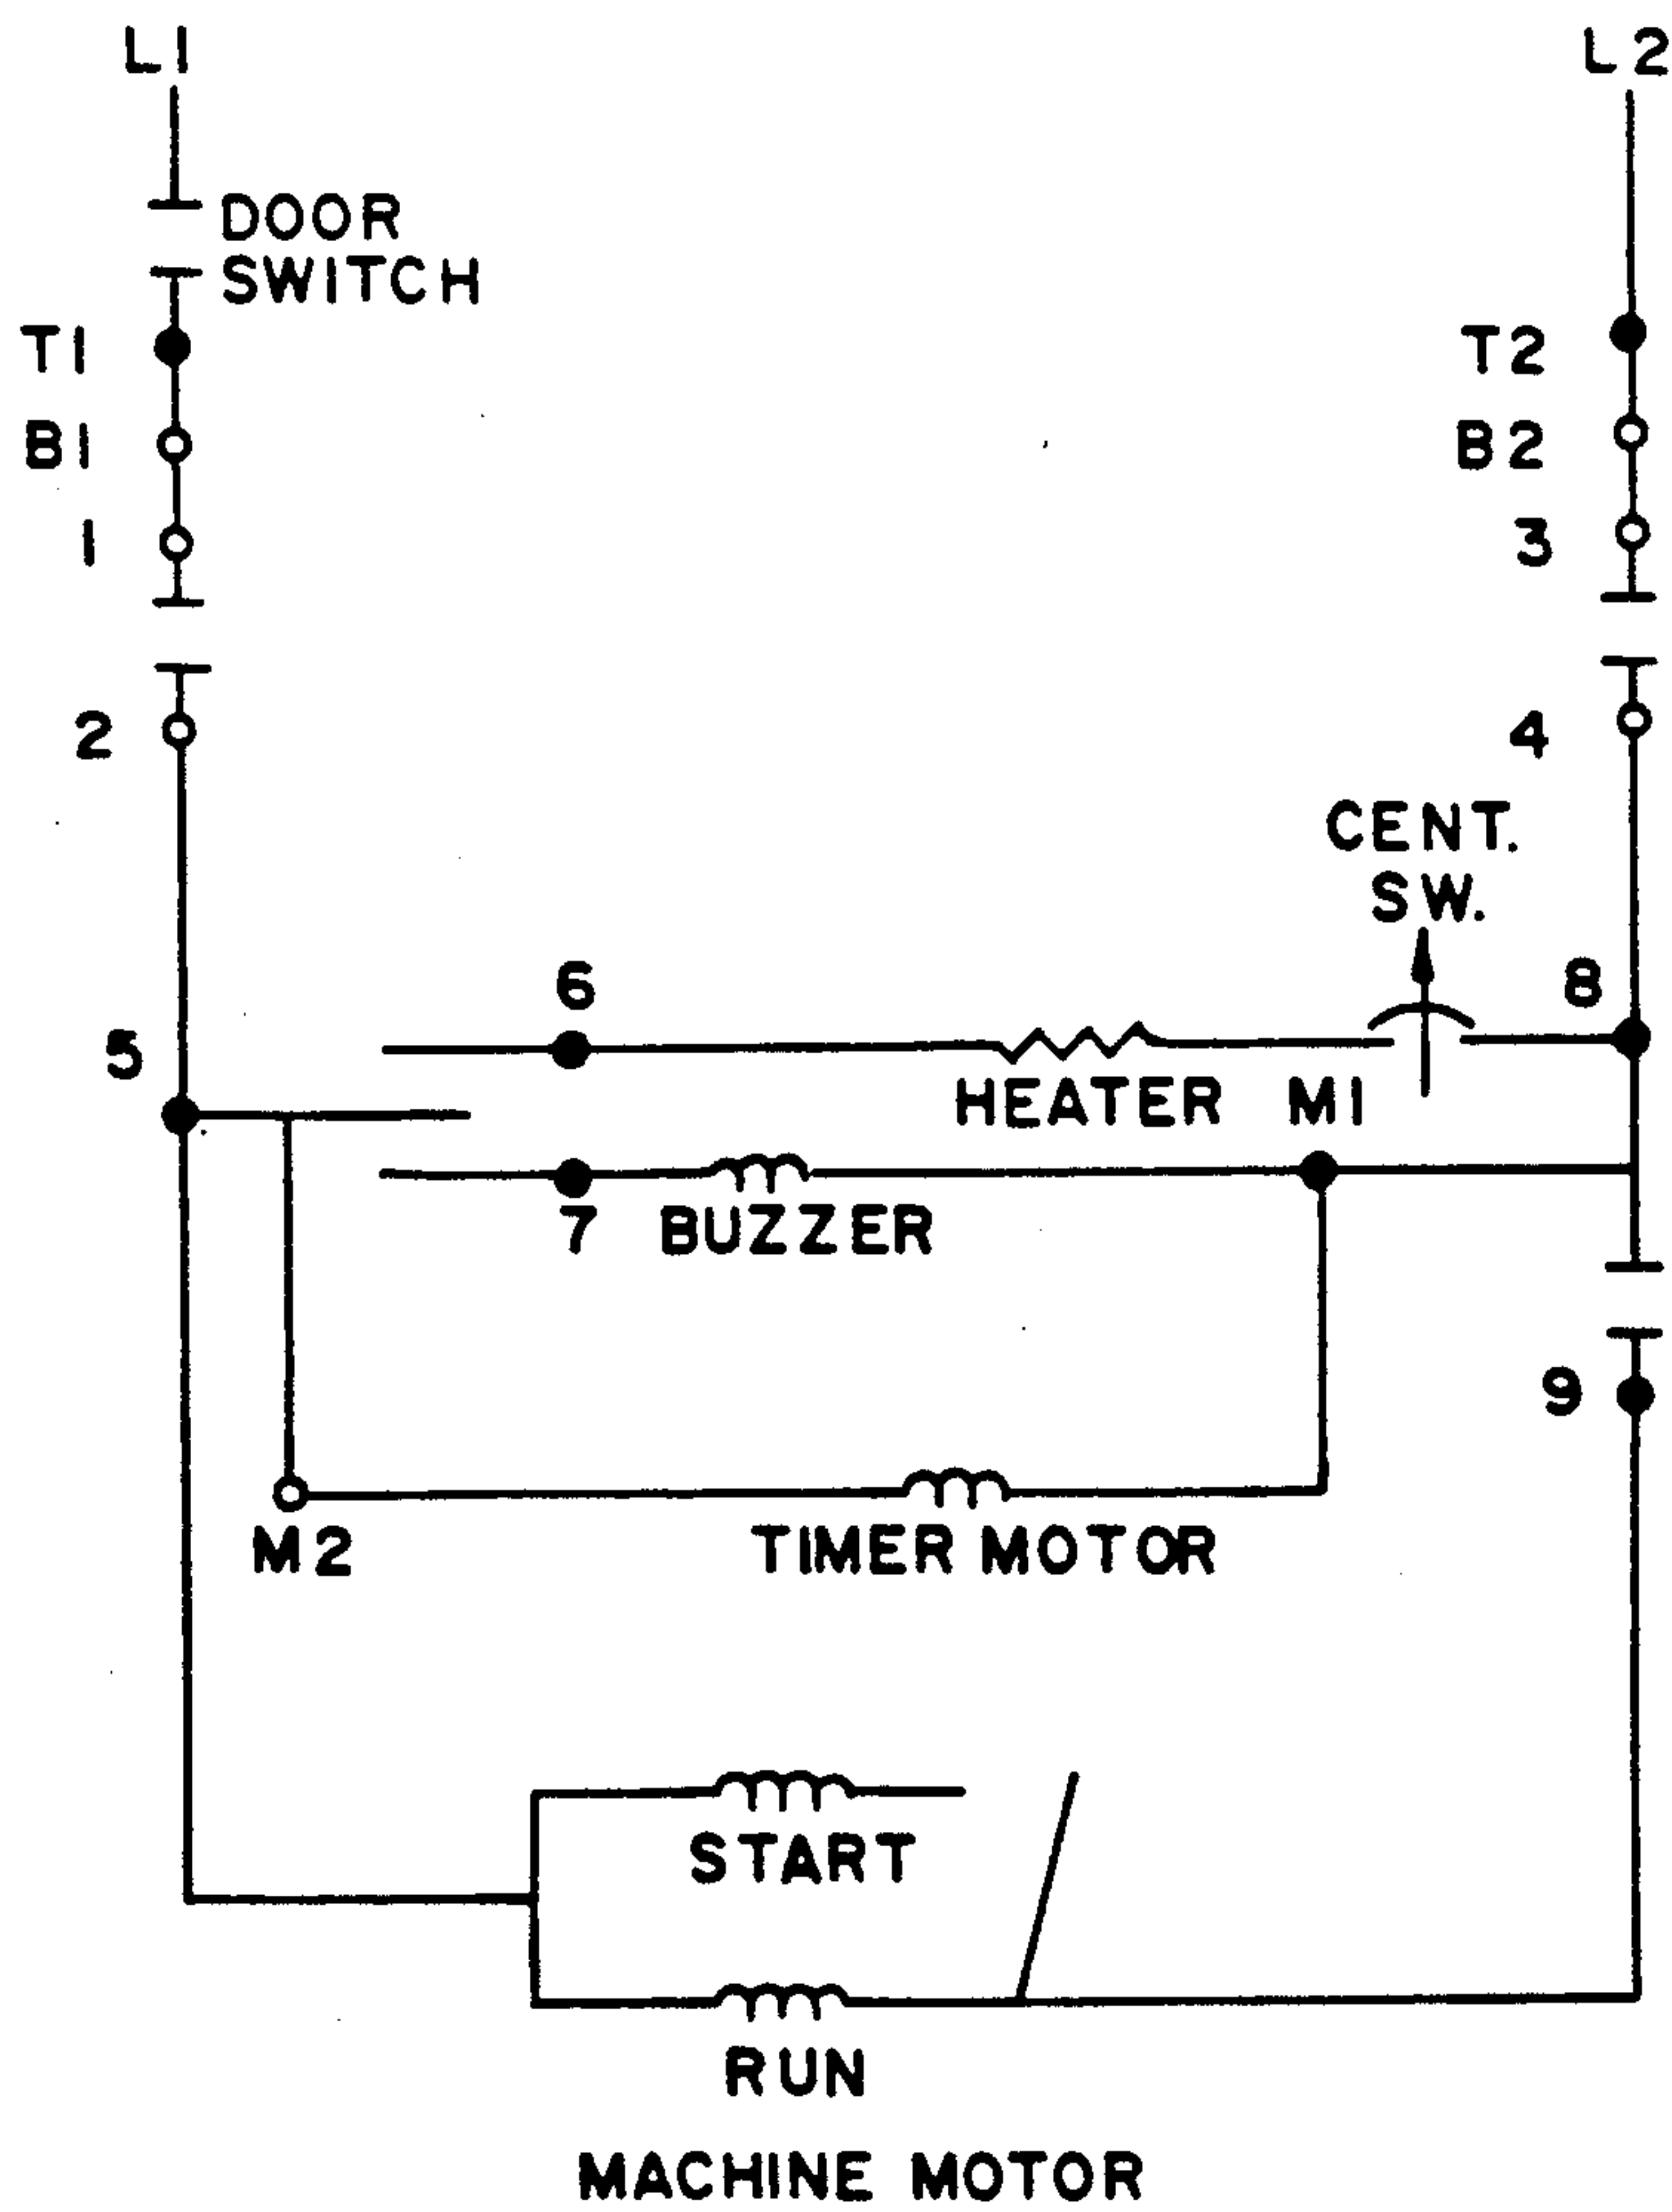 L1
L2
DOOR
SWITCH
T1
T2
B1
B2
1
3
2
4
CENT.
SW.
6
8
5
HEATER M1
7 BUZZER
9
M2
TIMER MOTOR
START
RUN
MACHINE MOTOR